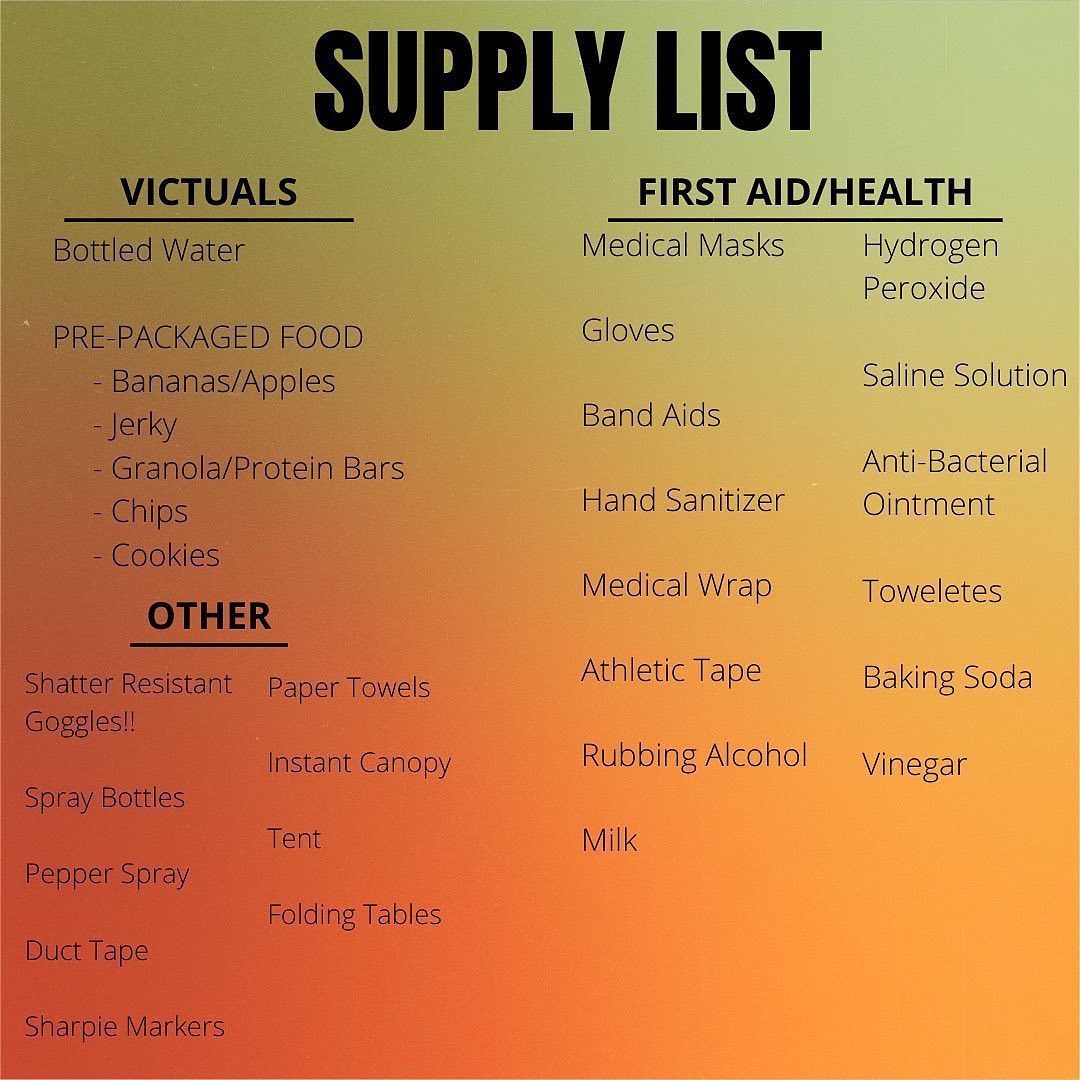 SUPPLY LIST
VICTUALS
Bottled Water
PRE-PACKAGED FOOD
- Bananas/Apples
- Jerky
- Granola/Protein Bars
- Chips
- Cookies
OTHER
Shatter Resistant
Goggles!!
Spray Bottles
Pepper Spray
Duct Tape
Sharpie Markers
Paper Towels
Instant Canopy
Tent
Folding Tables
FIRST AID/HEALTH
Medical Masks
Gloves
Band Aids
Hand Sanitizer
Medical Wrap
Athletic Tape
Rubbing Alcohol
Milk
Hydrogen
Peroxide
Saline Solution
Anti-Bacterial
Ointment
Toweletes
Baking Soda
Vinegar